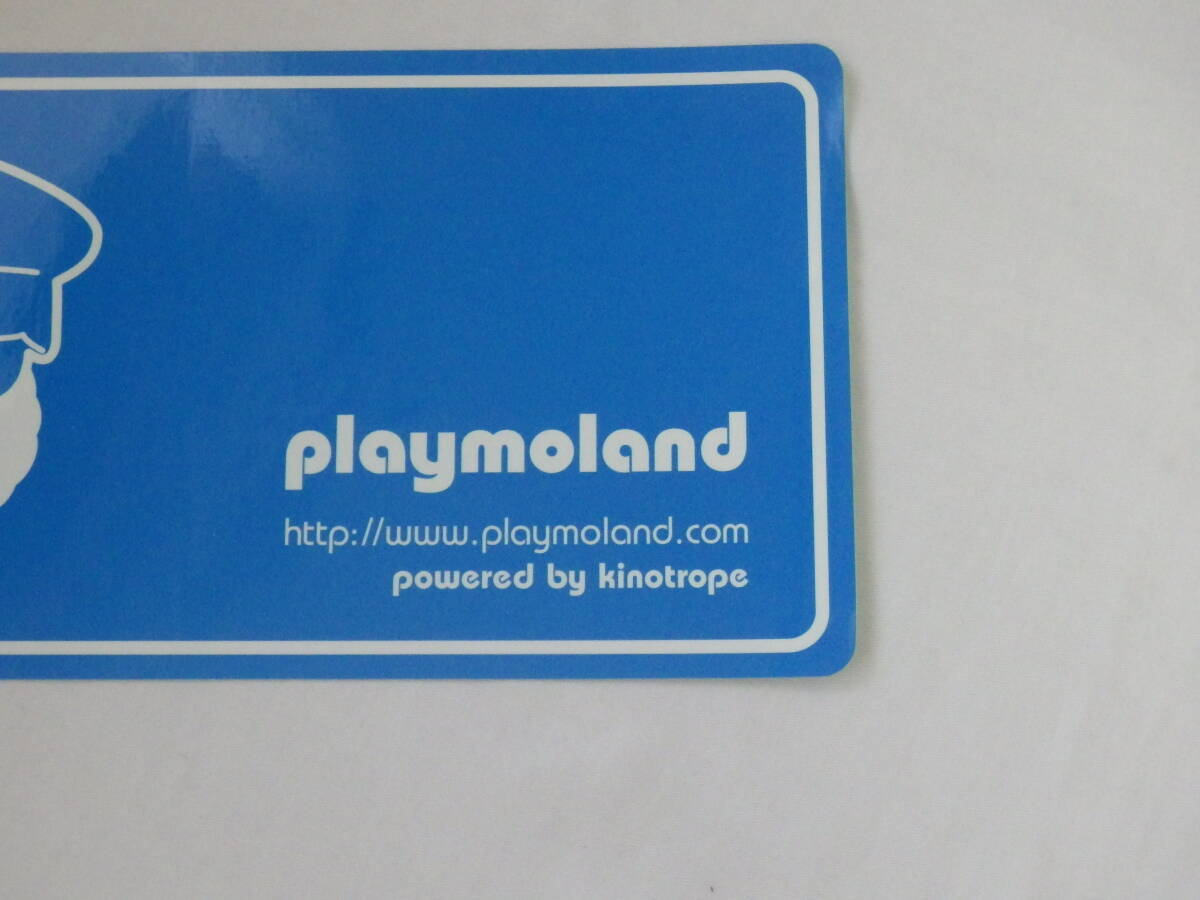 playmoland
http://www.playmoland.com
powered by kinotrope